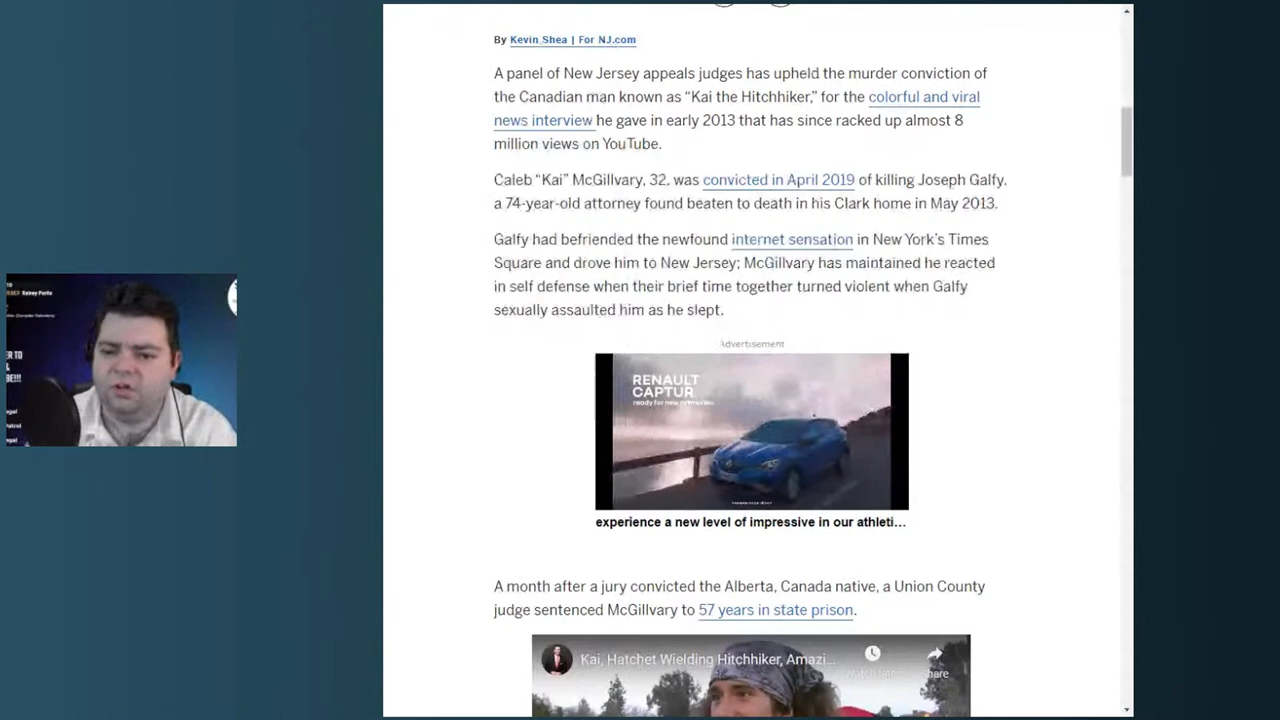 By Kevin Shea | For NJ.com
A panel of New Jersey appeals judges has upheld the murder conviction of
the Canadian man known as “Kai the Hitchhiker,” for the colorful and viral
news interview he gave in early 2013 that has since racked up almost 8
million views on YouTube.
Caleb “Kai” McGillvary, 32, was convicted in April 2019 of killing Joseph Galfy,
a 74-year-old attorney found beaten to death in his Clark home in May 2013.
Galfy had befriended the newfound internet sensation in New York’s Times
Square and drove him to New Jersey; McGillvary has maintained he reacted
in self defense when their brief time together turned violent when Galfy
sexually assaulted him as he slept.
Advertisement
RENAULT
CAPTUR
ready for new memories
experience a new level of impressive in our athleti...
A month after a jury convicted the Alberta, Canada native, a Union County
judge sentenced McGillvary to 57 years in state prison.
Kai, Hatchet Wielding Hitchhiker, Amazi...
Share